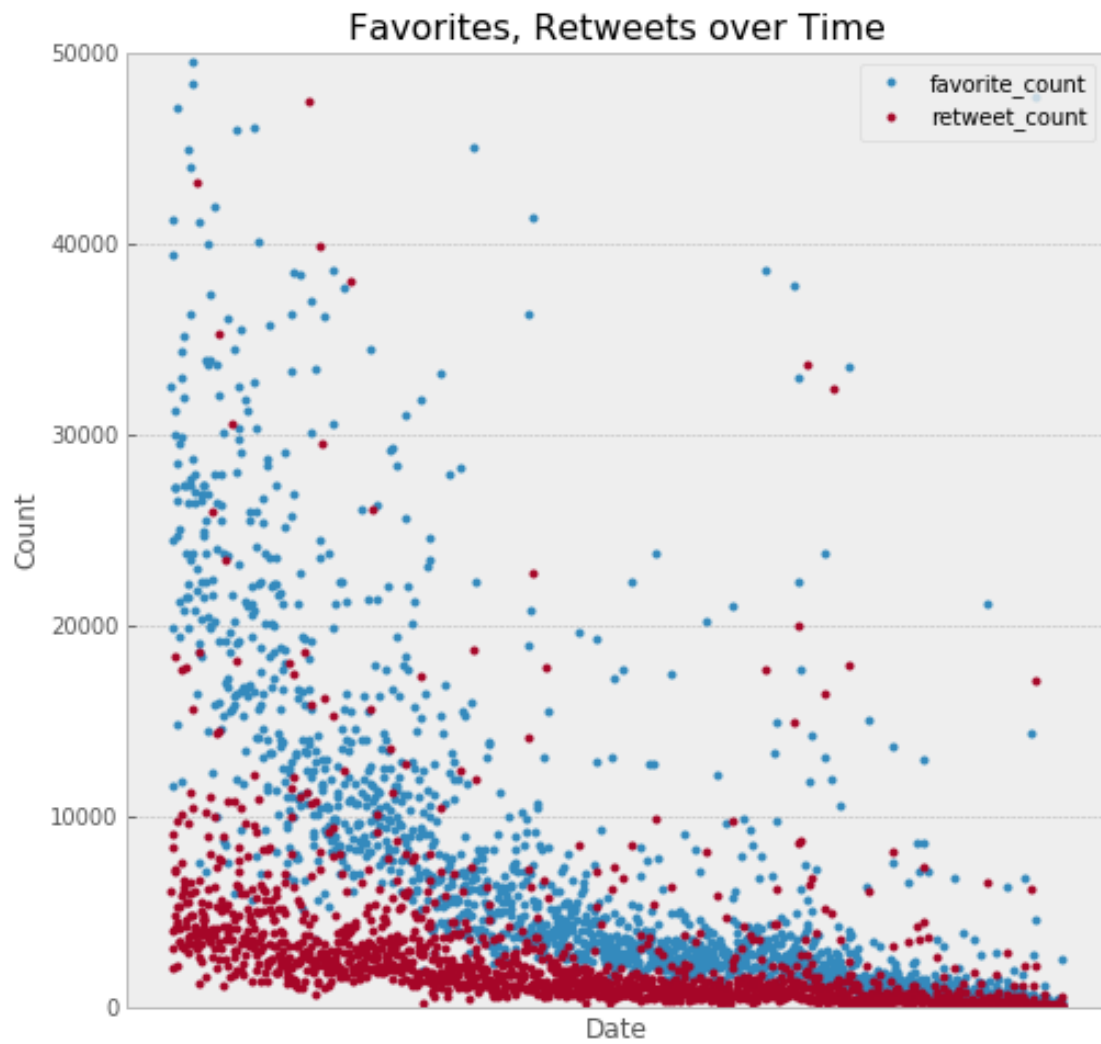 Favorites, Retweets over Time
50000
40000
30000
20000
10000
0
Count
Date
favorite_count
retweet_count